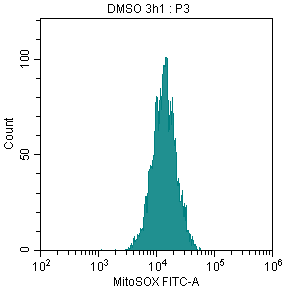 DMSO 3h1 : P3
100
50
0
Count
10² 10³ 10⁴ 10⁵ 10⁶
MitoSOX FITC-A